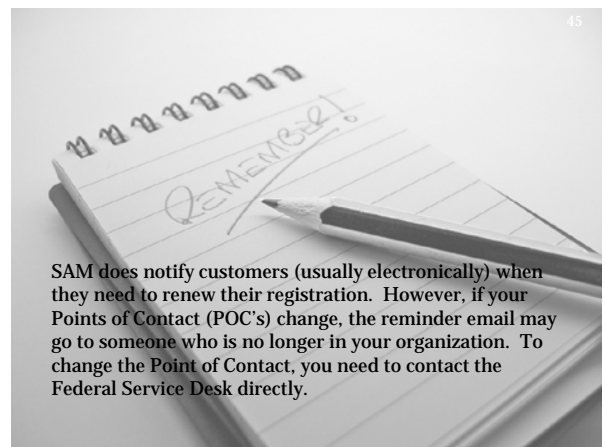 45
REMEMBER!
SAM does notify customers (usually electronically) when
they need to renew their registration.  However, if your
Points of Contact (POC's) change, the reminder email may
go to someone who is no longer in your organization.  To
change the Point of Contact, you need to contact the
Federal Service Desk directly.